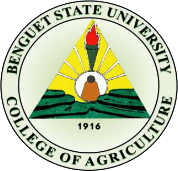 BENGUET STATE UNIVERSITY
1916
COLLEGE OF AGRICULTURE